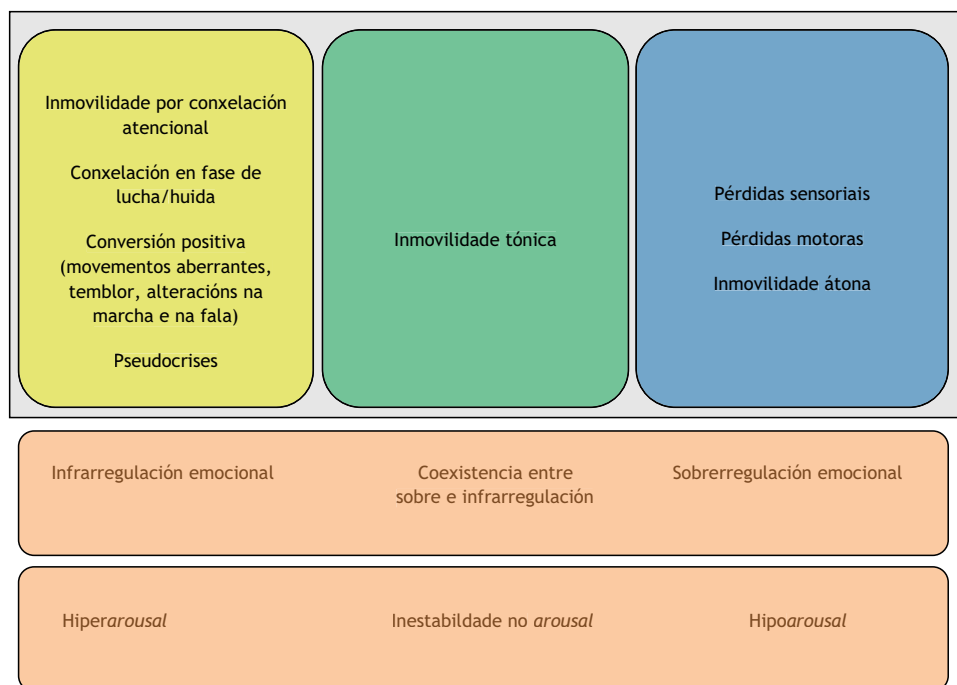 Inmovilidade por conxelación
atencional
Conxelación en fase de
lucha/huida
Conversión positiva
(movementos aberrantes,
temblor, alteracións na
marcha e na fala)
Pseudocrises
Inmovilidade tónica
Pérdidas sensoriais
Pérdidas motoras
Inmovilidade átona
Infrarregulación emocional
Coexistencia entre
sobre e infrarregulación
Sobrerregulación emocional
Hiperarousal
Inestabildade no arousal
Hipoarousal